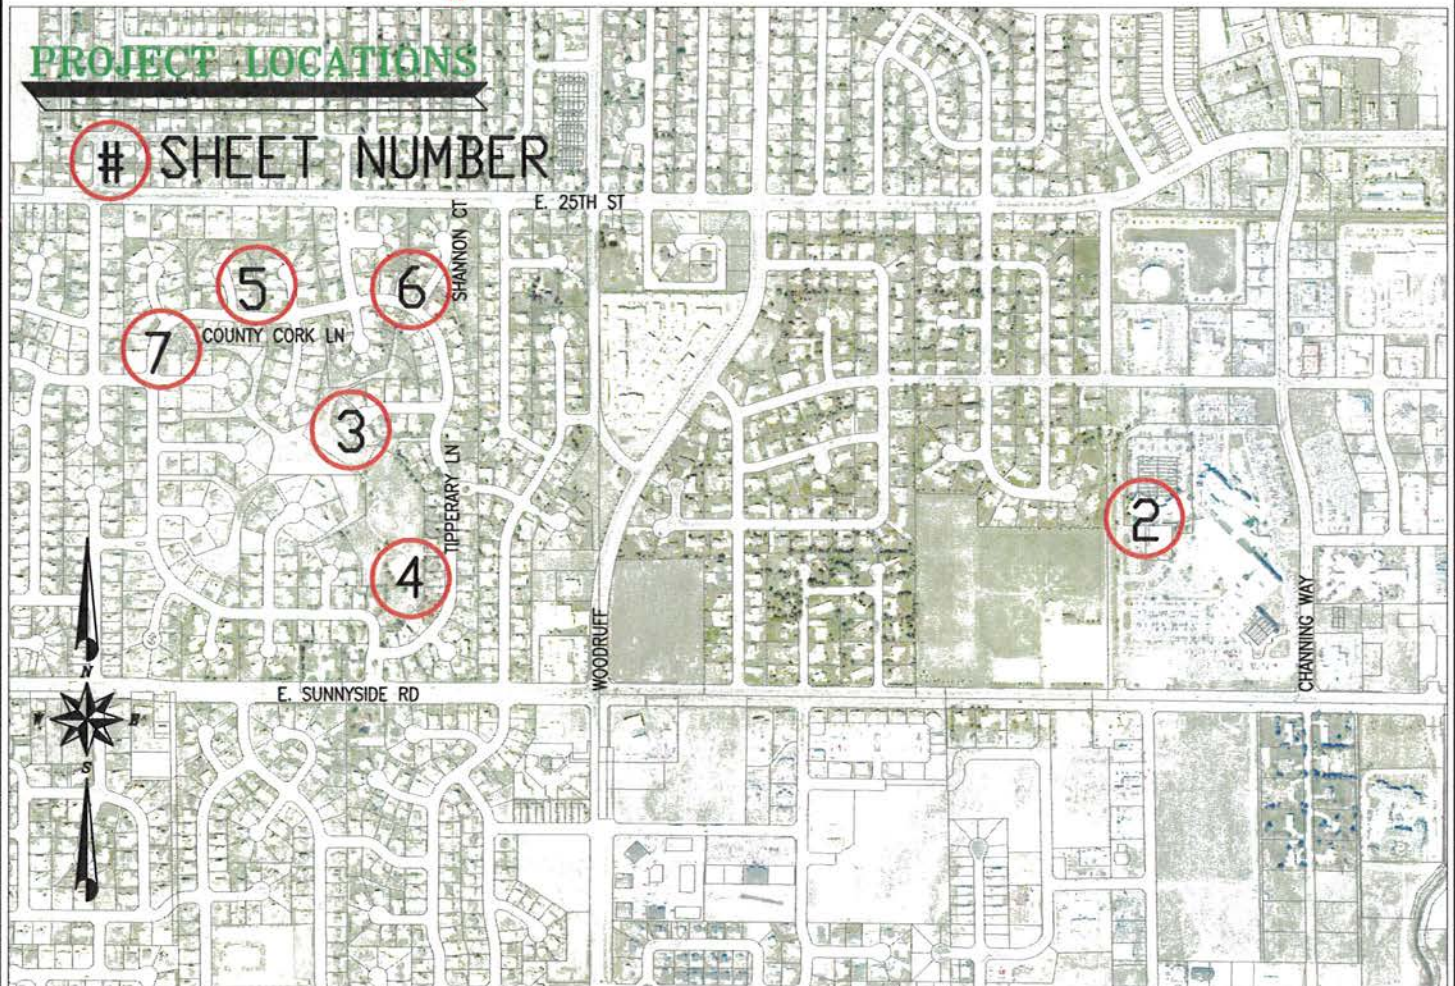 PROJECT LOCATIONS
# SHEET NUMBER
E. 25TH ST
SHANNON CT
5
6
7
COUNTY CORK LN
3
TIPPERARY LN
2
4
WOODRUFF
CHANNING WAY
E. SUNNYSIDE RD
N
W
E
S